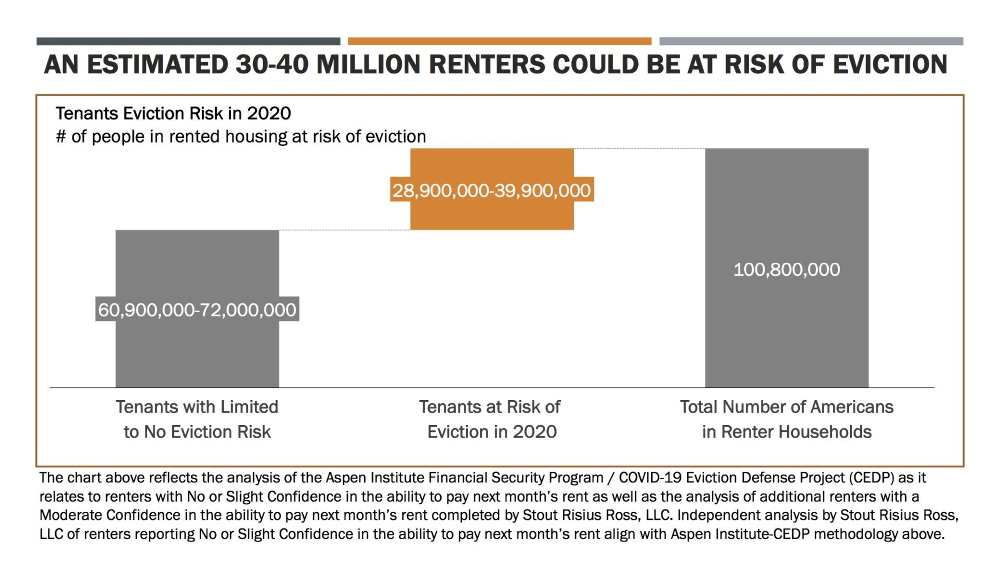 AN ESTIMATED 30-40 MILLION RENTERS COULD BE AT RISK OF EVICTION
Tenants Eviction Risk in 2020
# of people in rented housing at risk of eviction
28,900,000-39,900,000
100,800,000
60,900,000-72,000,000
Tenants with Limited
to No Eviction Risk
Tenants at Risk of
Eviction in 2020
Total Number of Americans
in Renter Households
The chart above reflects the analysis of the Aspen Institute Financial Security Program / COVID-19 Eviction Defense Project (CEDP) as it
relates to renters with No or Slight Confidence in the ability to pay next month's rent as well as the analysis of additional renters with a
Moderate Confidence in the ability to pay next month's rent completed by Stout Risius Ross, LLC. Independent analysis by Stout Risius Ross,
LLC of renters reporting No or Slight Confidence in the ability to pay next month's rent align with Aspen Institute-CEDP methodology above.